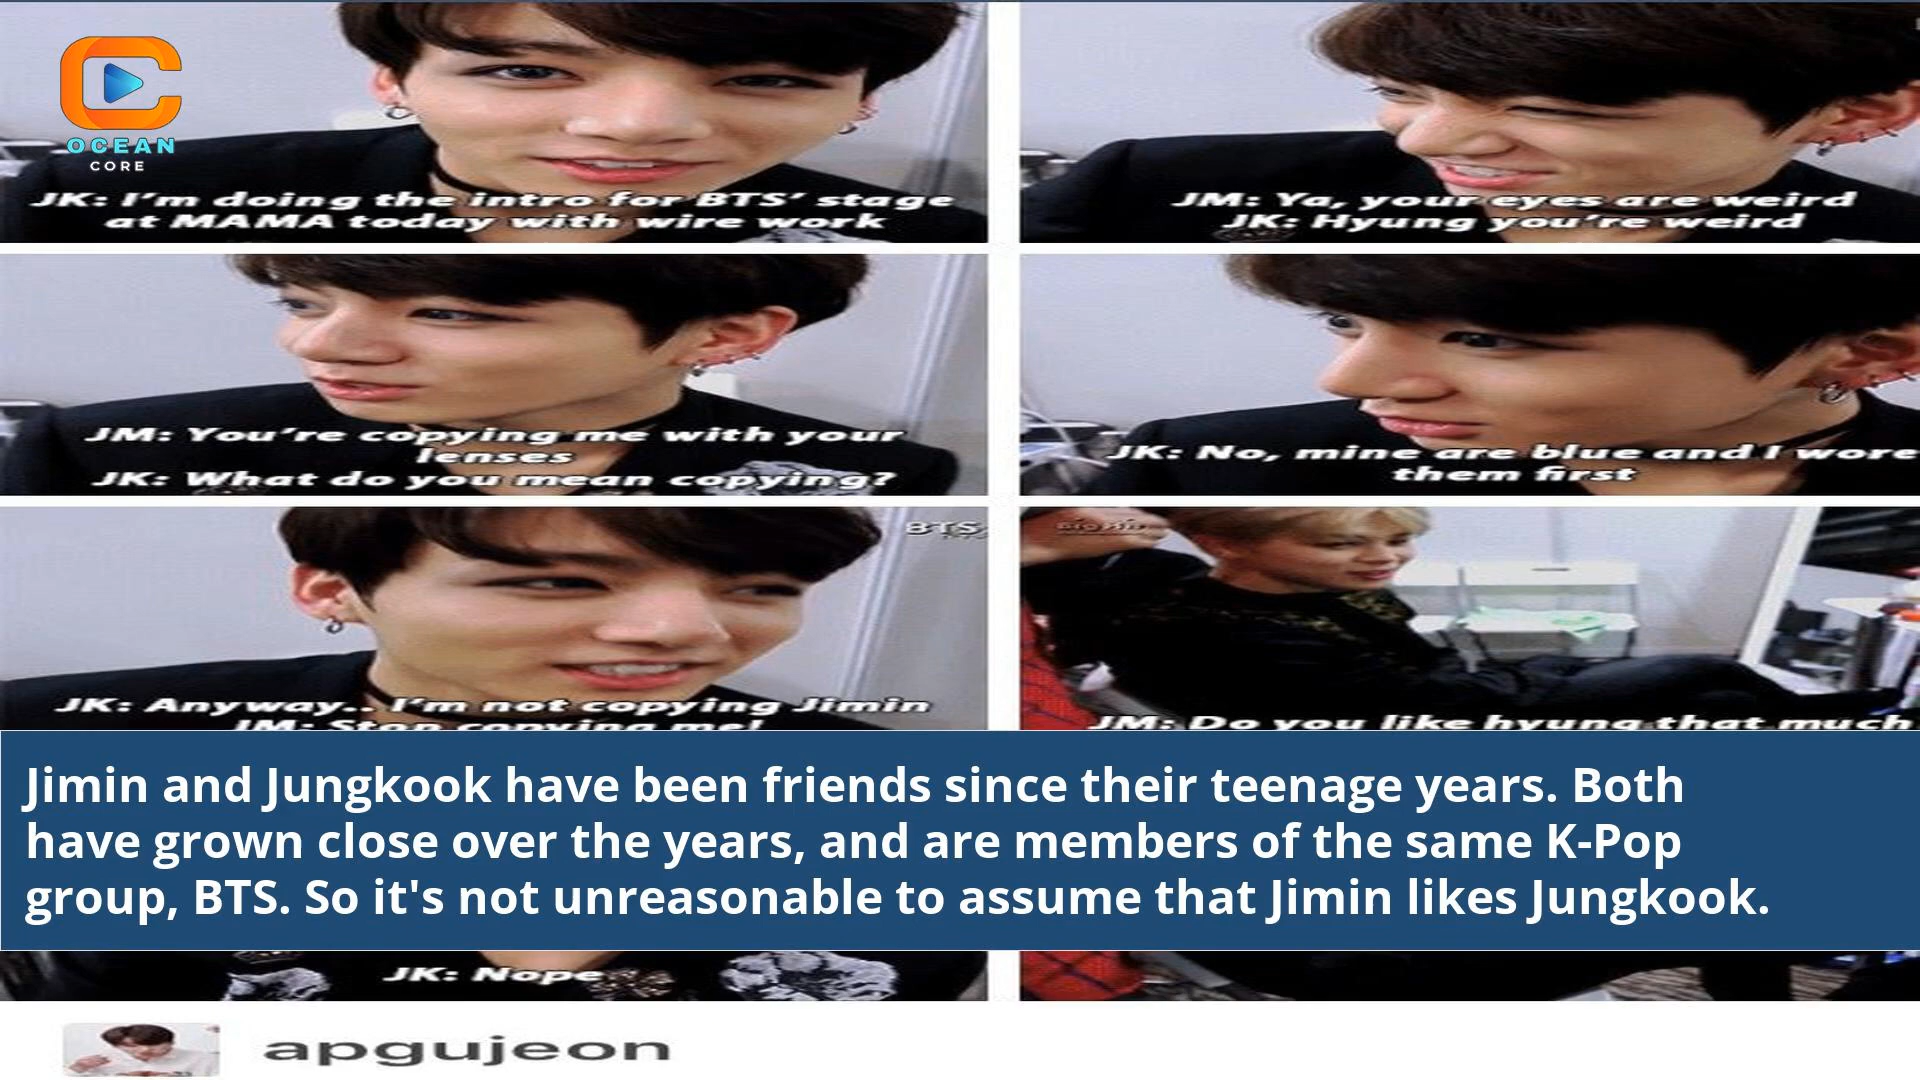 OCEAN
CORE
JK: I'm doing the intro for BTS' stage
at MAMA today with wire work
JM: Ya, your eyes are weird
JK: Hyung you're weird
JM: You're copying me with your
lenses
JK: What do you mean copying?
JK: No, mine are blue and I wore
them first
BTS
BigHit
JK: Anyway.. I'm not copying Jimin
JM: Stop copying me!
JM: Do you like hyung that much
Jimin and Jungkook have been friends since their teenage years. Both
have grown close over the years, and are members of the same K-Pop
group, BTS. So it's not unreasonable to assume that Jimin likes Jungkook.
JK: Nope
apgujeon